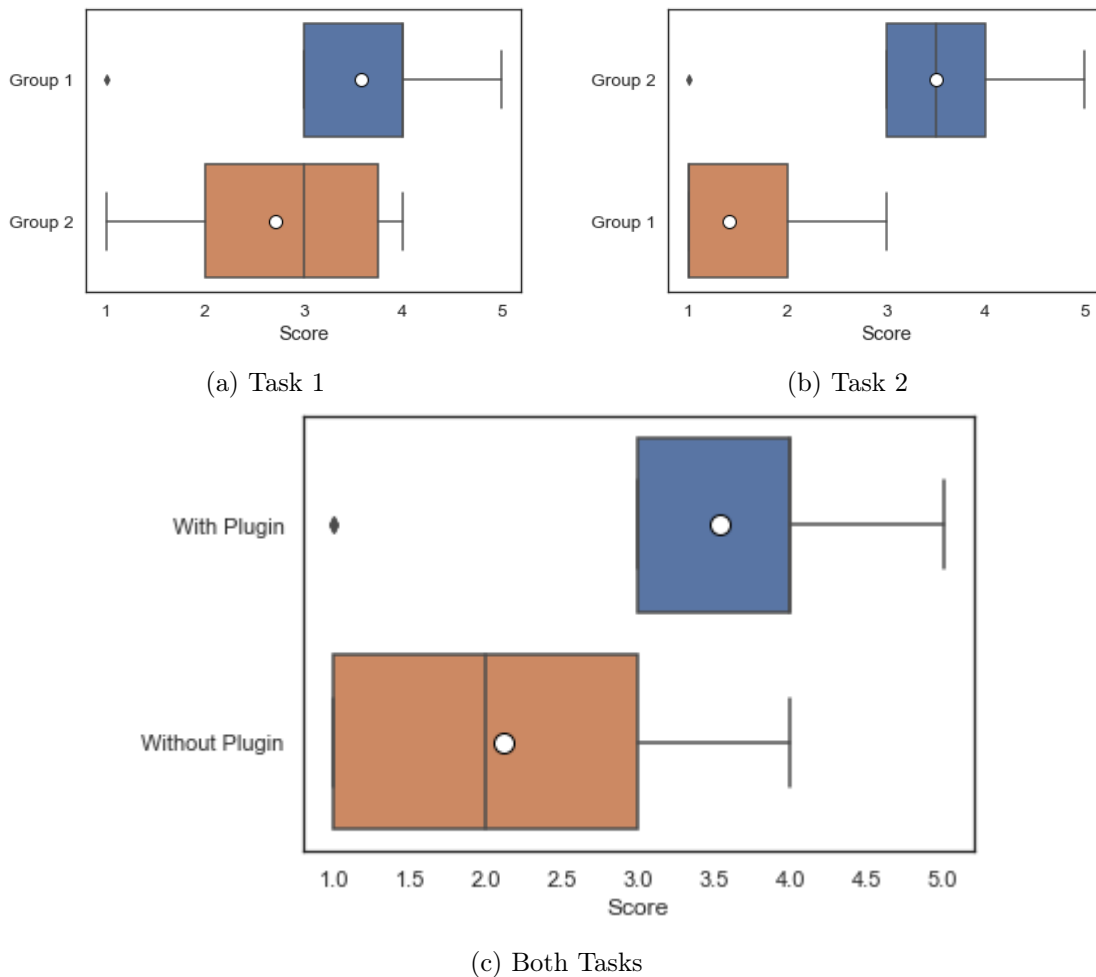 Group 1
Group 2
1 2 3 4 5
Score
(a) Task 1
Group 2
Group 1
1 2 3 4 5
Score
(b) Task 2
With Plugin
Without Plugin
1.0 1.5 2.0 2.5 3.0 3.5 4.0 4.5 5.0
Score
(c) Both Tasks